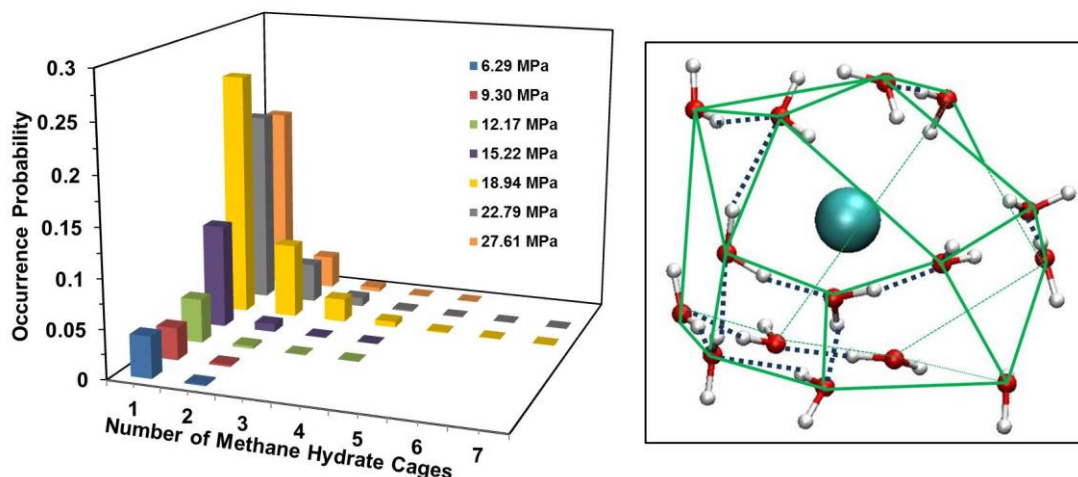 0.3
0.25
0.2
0.15
0.1
0.05
0
Occurrence Probability
6.29 MPa
9.30 MPa
12.17 MPa
15.22 MPa
18.94 MPa
22.79 MPa
27.61 MPa
1
2
3
4
5
6
7
Number of Methane Hydrate Cages